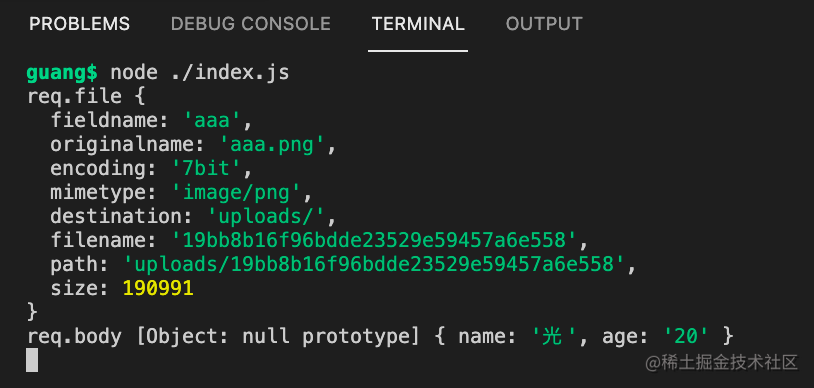 PROBLEMS DEBUG CONSOLE TERMINAL OUTPUT
guang$ node ./index.js
req.file {
  fieldname: 'aaa',
  originalname: 'aaa.png',
  encoding: '7bit',
  mimetype: 'image/png',
  destination: 'uploads/',
  filename: '19bb8b16f96bdde23529e59457a6e558',
  path: 'uploads/19bb8b16f96bdde23529e59457a6e558',
  size: 190991
}
req.body [Object: null prototype] { name: '光', age: '20' }
@稀土掘金技术社区